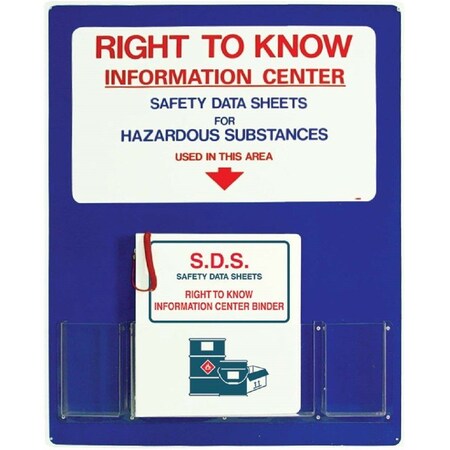 RIGHT TO KNOW
INFORMATION CENTER
SAFETY DATA SHEETS
FOR
HAZARDOUS SUBSTANCES
USED IN THIS AREA
S.D.S.
SAFETY DATA SHEETS
RIGHT TO KNOW
INFORMATION CENTER BINDER